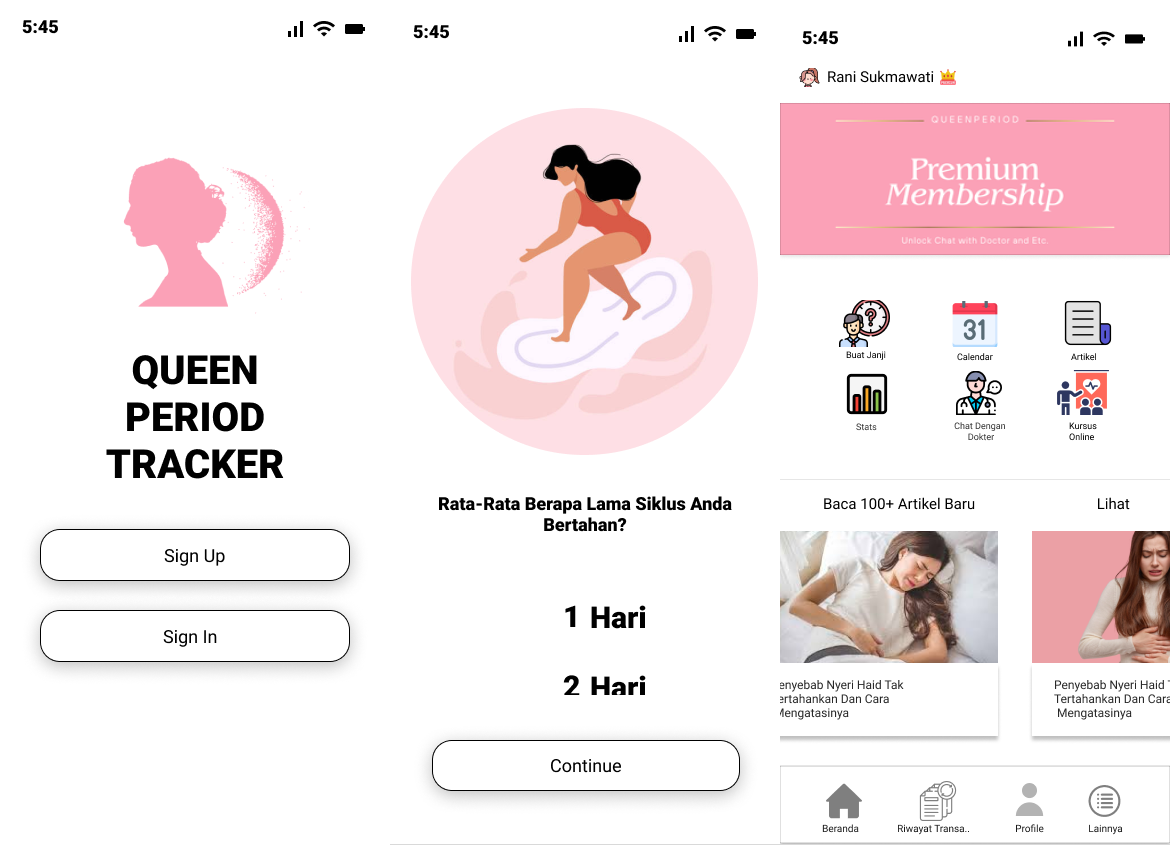 5:45
QUEEN
PERIOD
TRACKER
Sign Up
Sign In
5:45
Rata-Rata Berapa Lama Siklus Anda
Bertahan?
1 Hari
2 Hari
Continue
5:45
Rani Sukmawati
QUEENPERIOD
Premium
Membership
Unlock Chat with Doctor and Etc.
31
Buat Janji
Calendar
Artikel
Stats
Chat Dengan
Dokter
Kursus
Online
Baca 100+ Artikel Baru
Lihat
enyebab Nyeri Haid Tak
ertahankan Dan Cara
Mengatasinya
Penyebab Nyeri Haid T
Tertahankan Dan Cara
Mengatasinya
Beranda
Riwayat Transa..
Profile
Lainnya